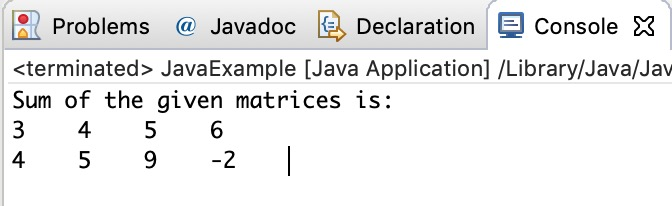 Problems @ Javadoc Declaration Console
<terminated> JavaExample [Java Application] /Library/Java/Jav
Sum of the given matrices is:
3 4 5 6
4 5 9 -2